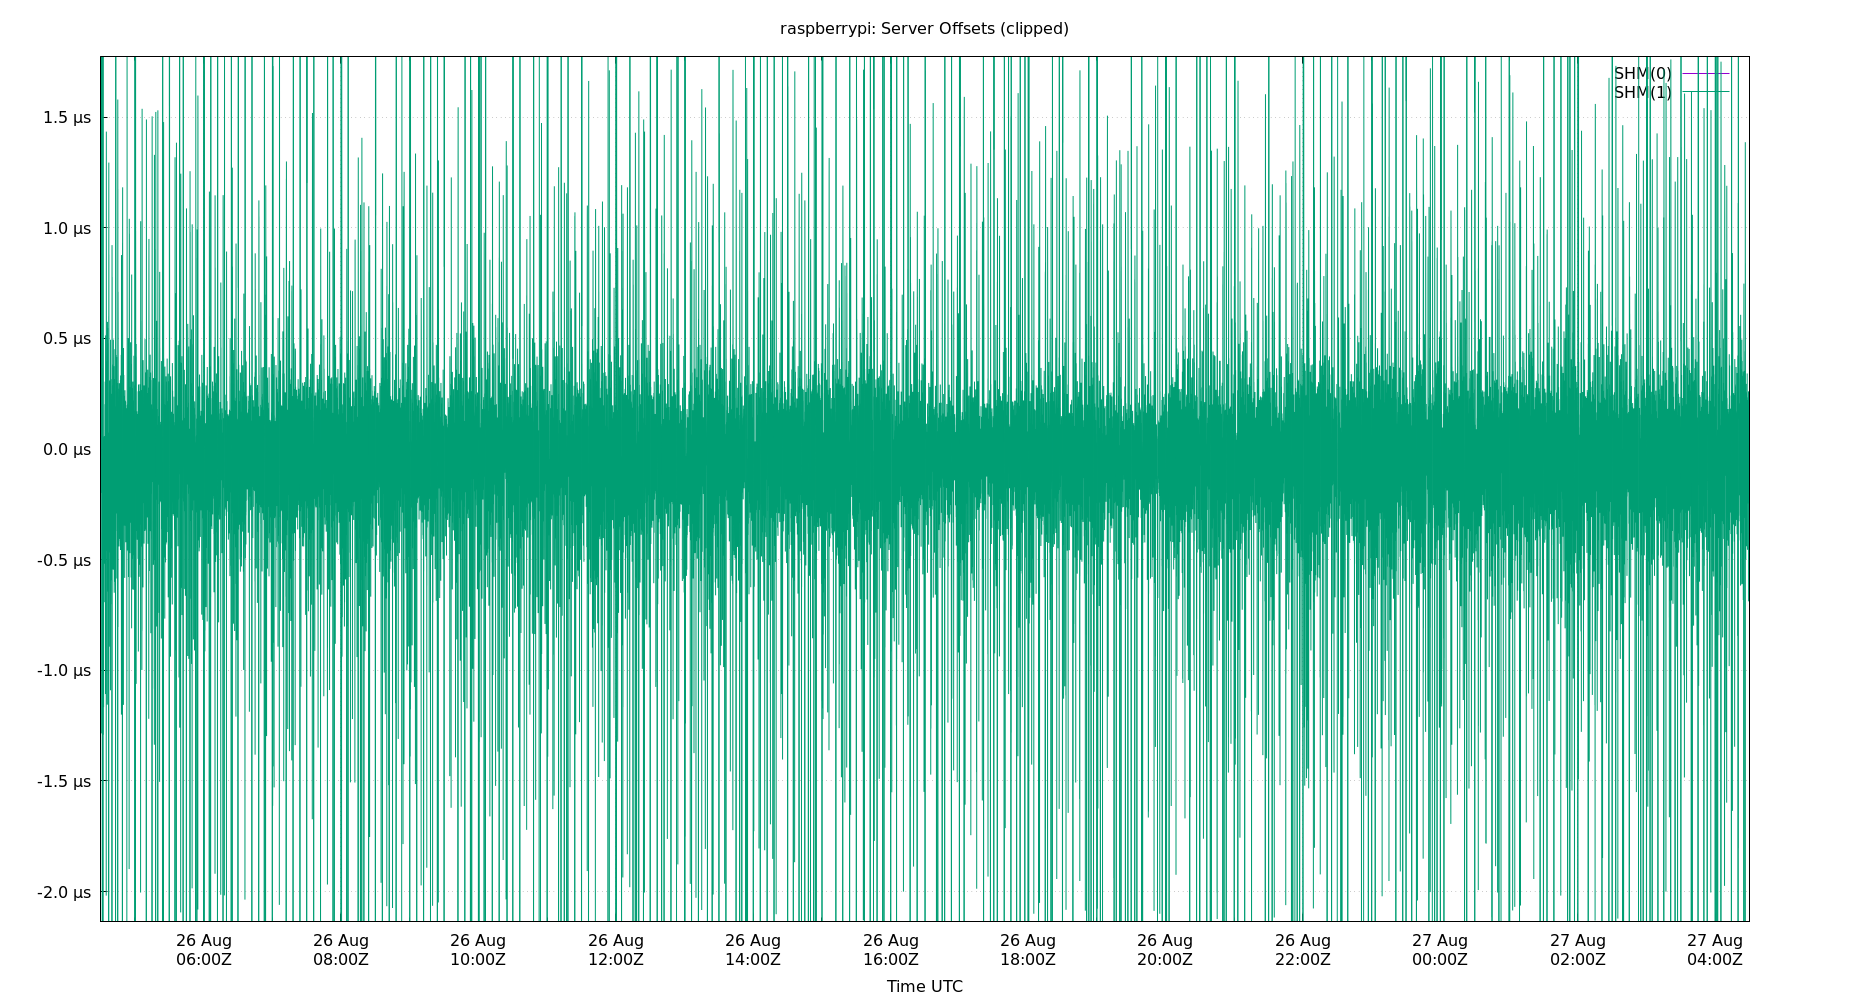 raspberrypi: Server Offsets (clipped)
SHM(0)
SHM(1)
1.5 µs
1.0 µs
0.5 µs
0.0 µs
-0.5 µs
-1.0 µs
-1.5 µs
-2.0 µs
26 Aug 26 Aug 26 Aug 26 Aug 26 Aug 26 Aug 26 Aug 26 Aug 26 Aug 27 Aug 27 Aug 27 Aug
06:00Z 08:00Z 10:00Z 12:00Z 14:00Z 16:00Z 18:00Z 20:00Z 22:00Z 00:00Z 02:00Z 04:00Z
Time UTC